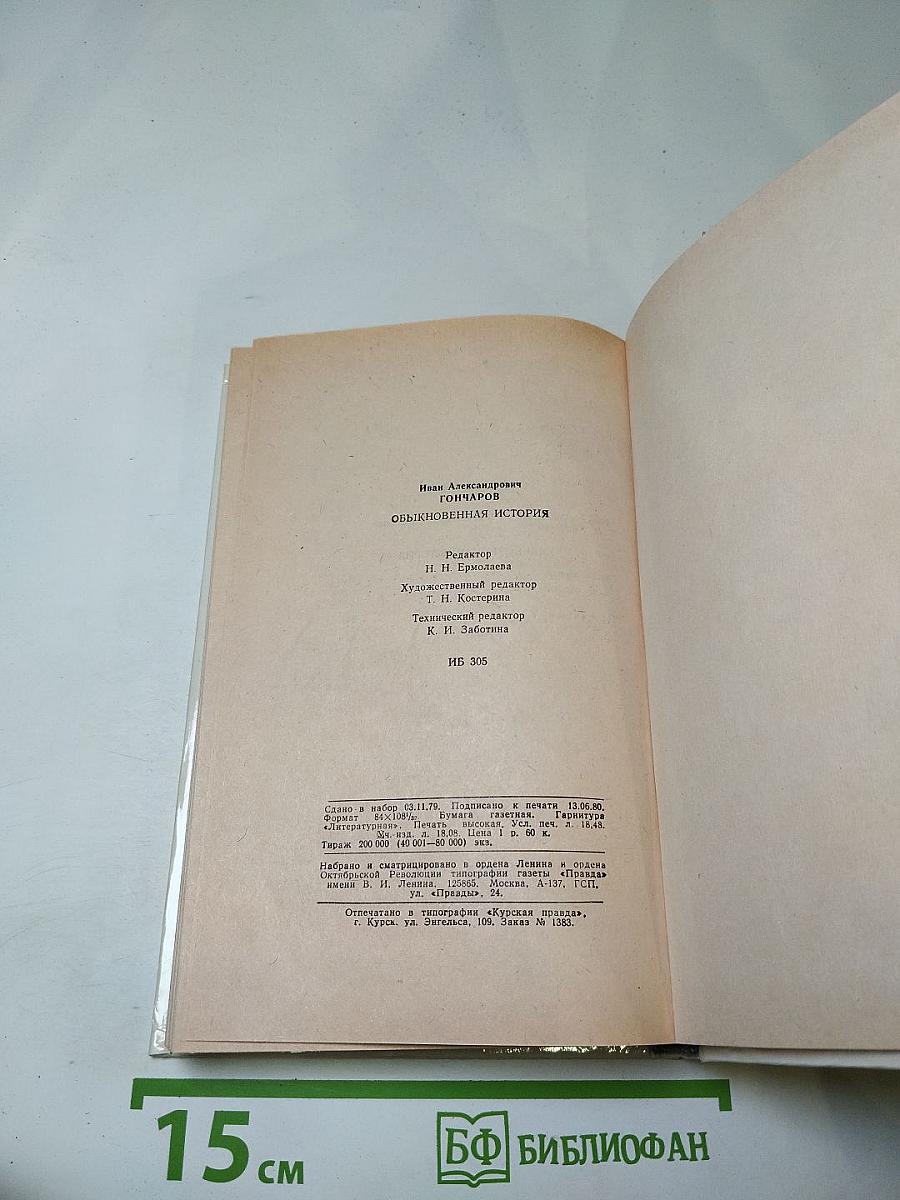 Иван Александрович
ГОНЧАРОВ
ОБЫКНОВЕННАЯ ИСТОРИЯ
Редактор
Н. Н. Ермолаева
Художественный редактор
Т. Н. Костерина
Технический редактор
К. И. Заботина
ИБ 305
Сдано в набор 03.11.79. Подписано к печати 13.06.80.
Формат 84×108¹/₃₂. Бумага газетная. Гарнитура
«Литературная». Печать высокая. Усл. печ. л. 18,48.
Уч.-изд. л. 18,08. Цена 1 р. 60 к.
Тираж 200 000 (40 001—80 000) экз.
Набрано и сматрицировано в ордена Ленина и ордена
Октябрьской Революции типографии газеты «Правда»
имени В. И. Ленина, 125865, Москва, А-137, ГСП,
ул. «Правды», 24.
Отпечатано в типографии «Курская правда»,
г. Курск. ул. Энгельса, 109. Заказ № 1383.
15 см
БФ БИБЛИОФАН